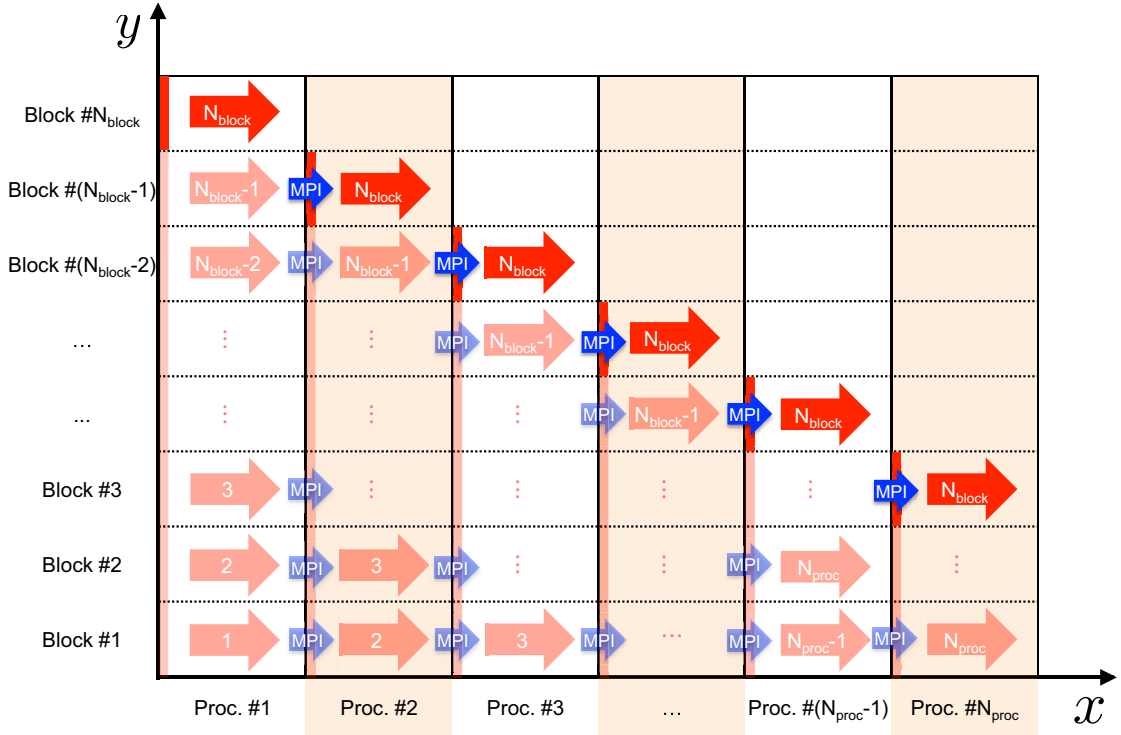 y
Block #N_block N_block
Block #(N_block-1) N_block-1 MPI N_block
Block #(N_block-2) N_block-2 MPI N_block-1 MPI N_block
... ⋮ ⋮ MPI N_block-1 MPI N_block
... ⋮ ⋮ ⋮ MPI N_block-1 MPI N_block
Block #3 3 MPI ⋮ ⋮ ⋮ ⋮ MPI N_block
Block #2 2 MPI 3 MPI ⋮ ⋮ MPI N_proc ⋮
Block #1 1 MPI 2 MPI 3 MPI ... MPI N_proc-1 MPI N_proc
Proc. #1 Proc. #2 Proc. #3 ... Proc. #(N_proc-1) Proc. #N_proc x